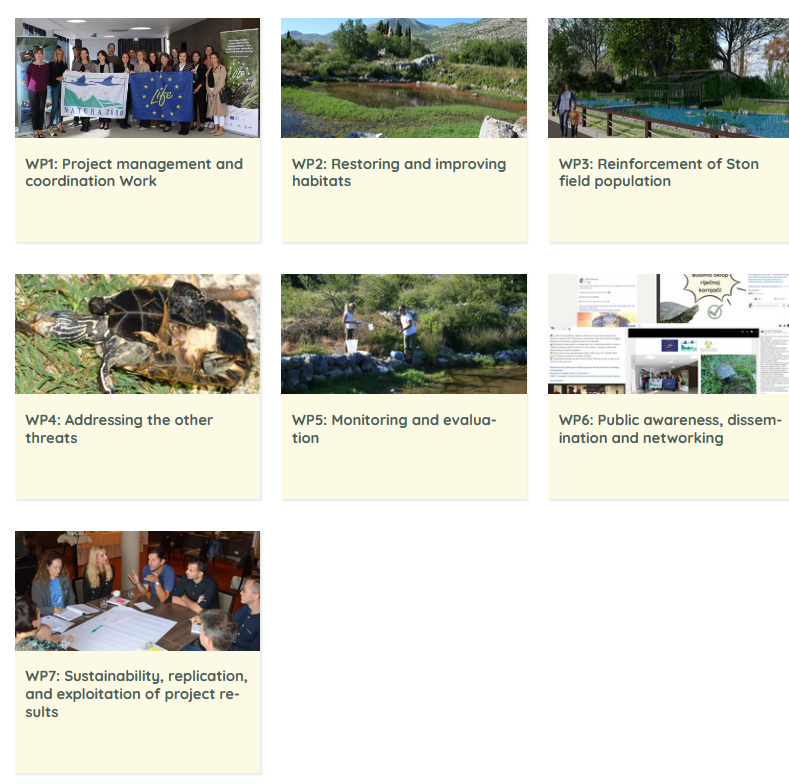 Life
NATURA 2000
Life
WP1: Project management and
coordination Work
WP2: Restoring and improving
habitats
WP3: Reinforcement of Ston
field population
riječnoj
kornjači!
WP4: Addressing the other
threats
WP5: Monitoring and evalua-
tion
WP6: Public awareness, dissem-
ination and networking
WP7: Sustainability, replication,
and exploitation of project re-
sults